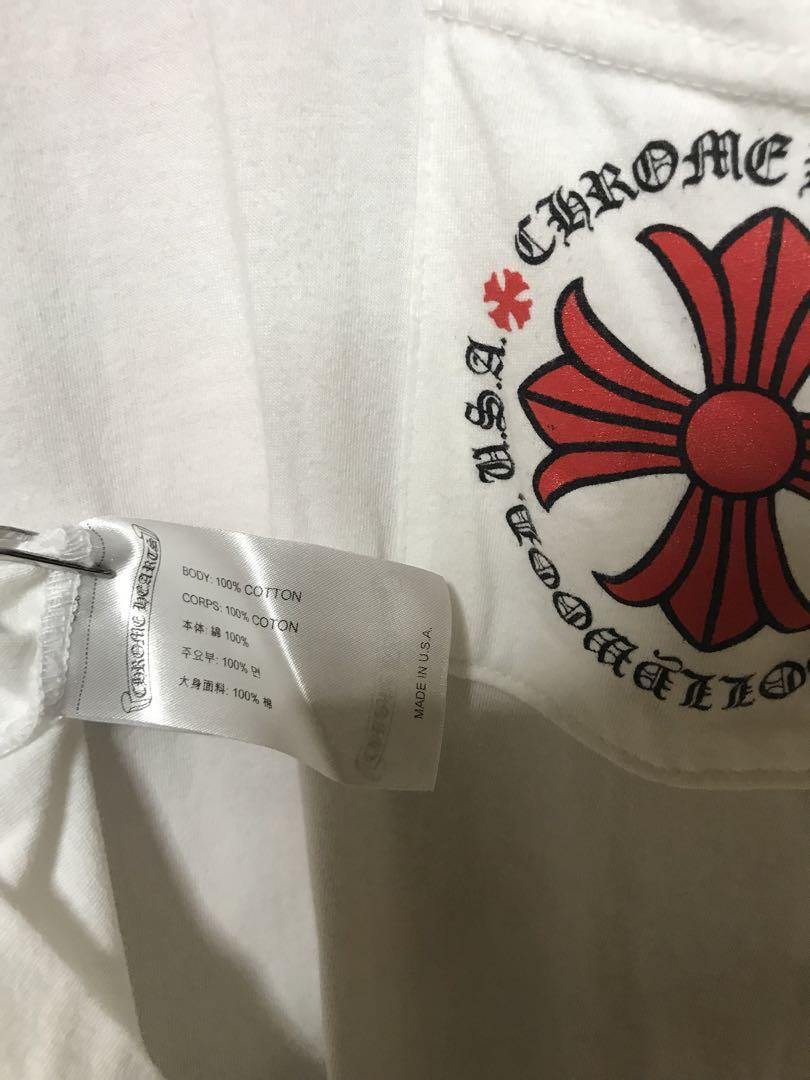 CHROME
U.S.A.
CHROME HEARTS
BODY: 100% COTTON
CORPS: 100% COTON
本体: 綿 100%
주요부: 100% 면
大身面料: 100% 棉
MADE IN U.S.A.